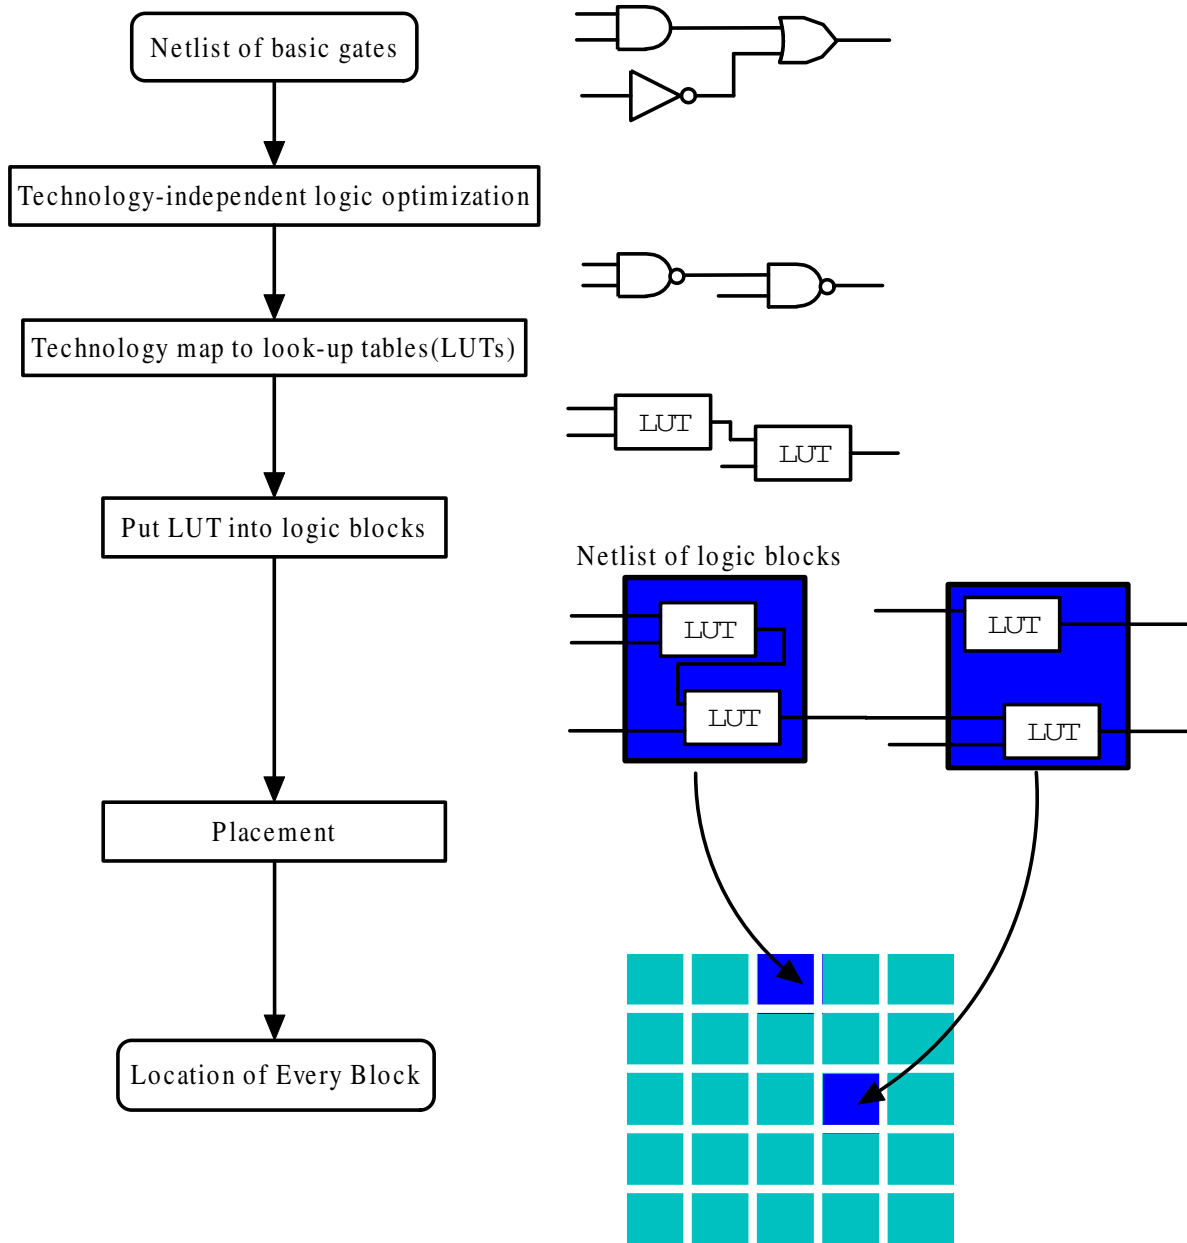 Netlist of basic gates
Technology-independent logic optimization
Technology map to look-up tables(LUTs)
LUT
LUT
Put LUT into logic blocks
Netlist of logic blocks
LUT
LUT
LUT
LUT
Placement
Location of Every Block